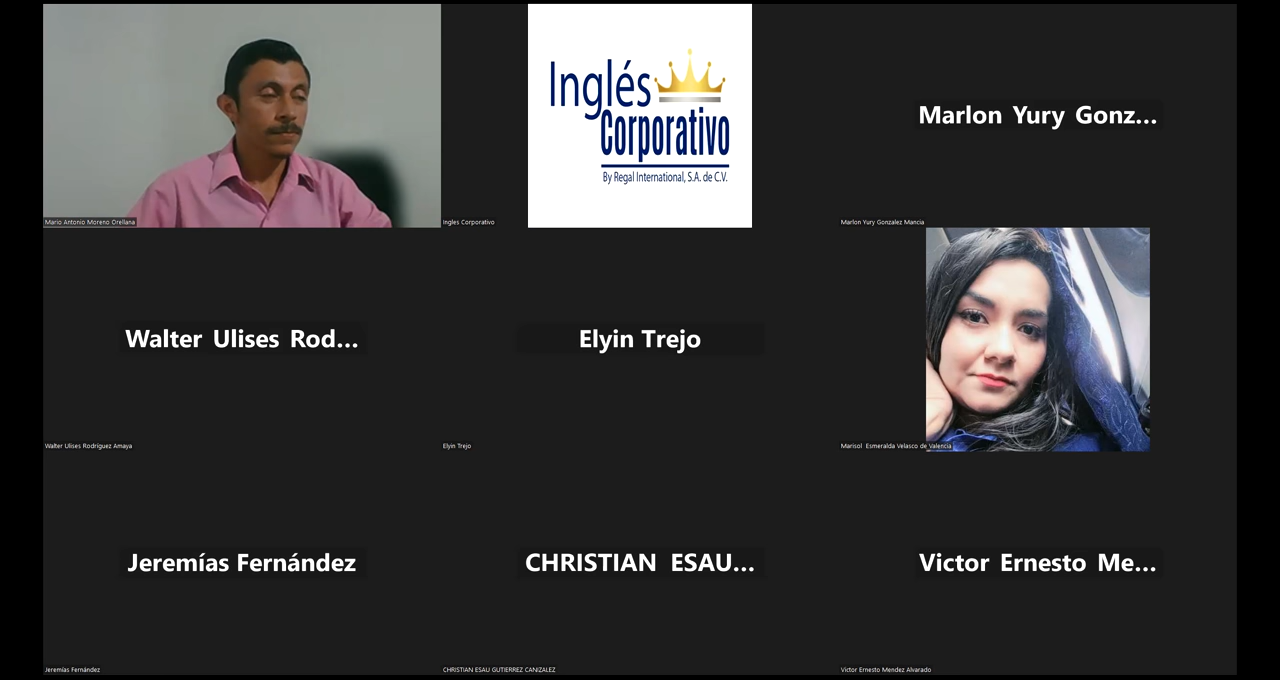 Inglés
Corporativo
By Regal International, S.A. de C.V.
Marlon Yury Gonz...
Mario Antonio Moreno Orellana
Ingles Corporativo
Marlon Yury Gonzalez Mancia
Walter Ulises Rod...
Elyin Trejo
Walter Ulises Rodríguez Amaya
Elyin Trejo
Marisol Esmeralda Velasco de Valencia
Jeremías Fernández
CHRISTIAN ESAU...
Victor Ernesto Me...
Jeremías Fernández
CHRISTIAN ESAU GUTIERREZ CANIZALEZ
Victor Ernesto Mendez Alvarado